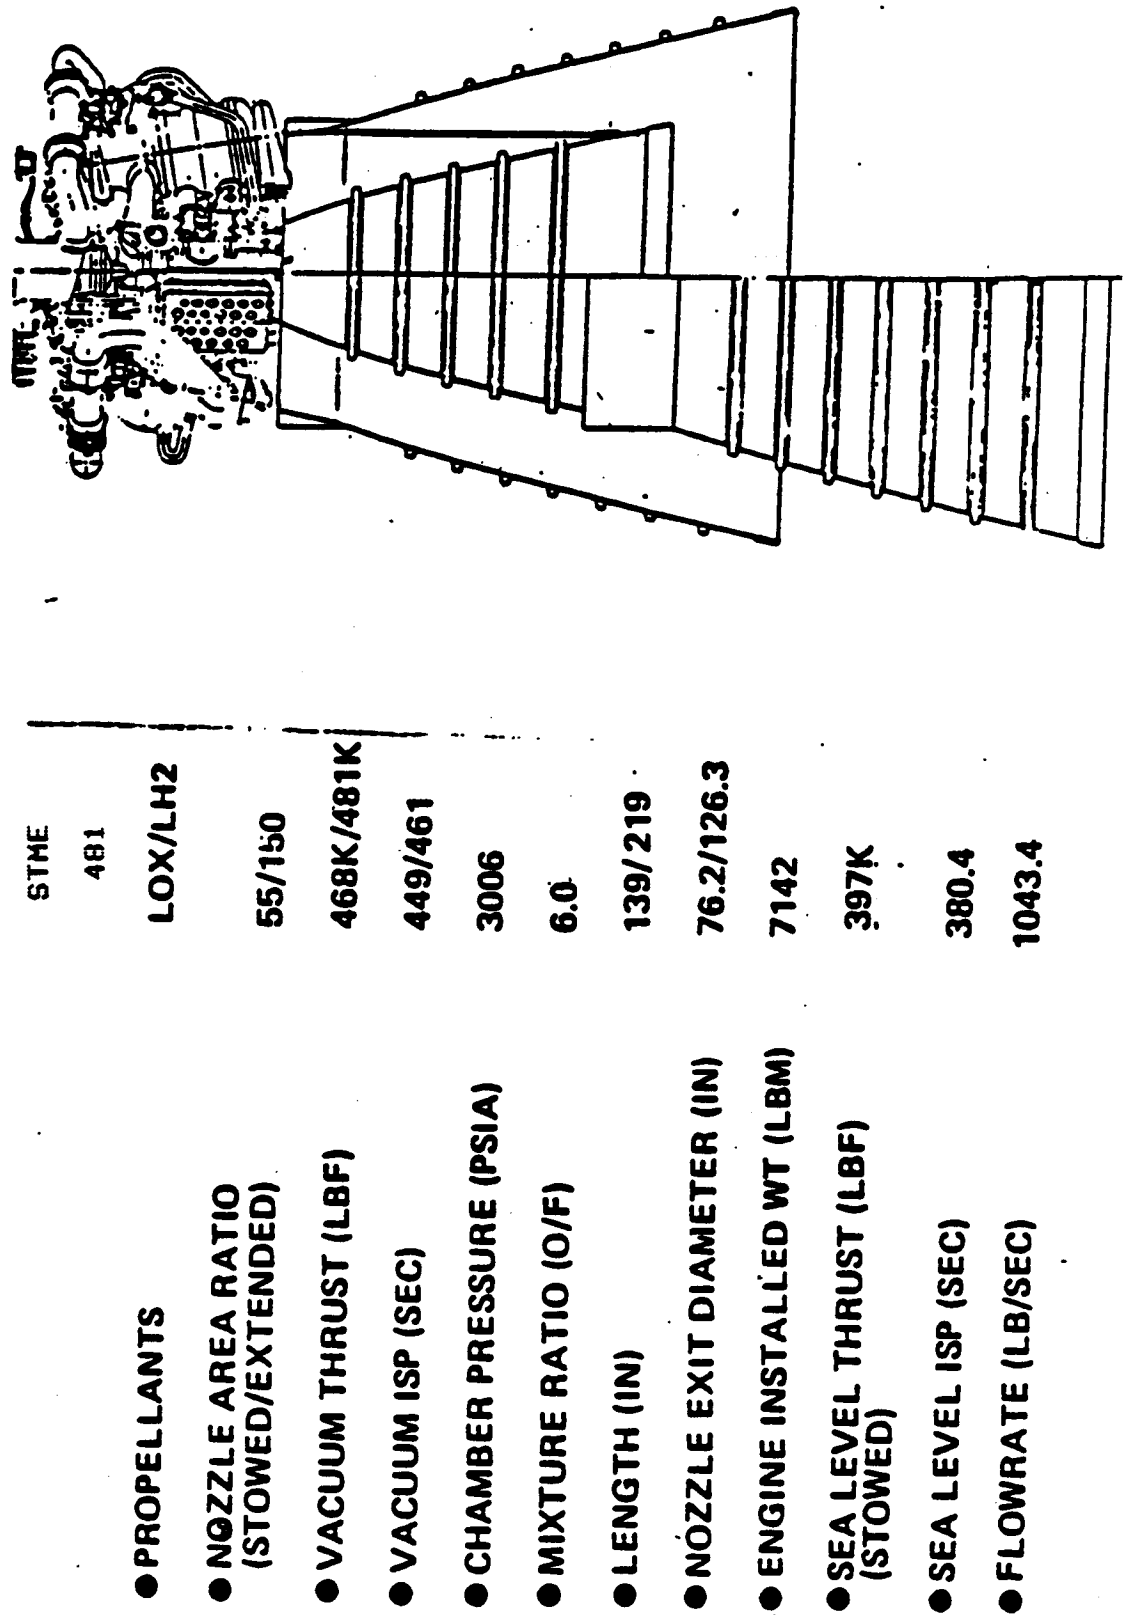 STME
481
● PROPELLANTS LOX/LH2
● NOZZLE AREA RATIO
(STOWED/EXTENDED) 55/150
● VACUUM THRUST (LBF) 468K/481K
● VACUUM ISP (SEC) 449/461
● CHAMBER PRESSURE (PSIA) 3006
● MIXTURE RATIO (O/F) 6.0
● LENGTH (IN) 139/219
● NOZZLE EXIT DIAMETER (IN) 76.2/126.3
● ENGINE INSTALLED WT (LBM) 7142
● SEA LEVEL THRUST (LBF) 397K
(STOWED)
● SEA LEVEL ISP (SEC) 380.4
● FLOWRATE (LB/SEC) 1043.4